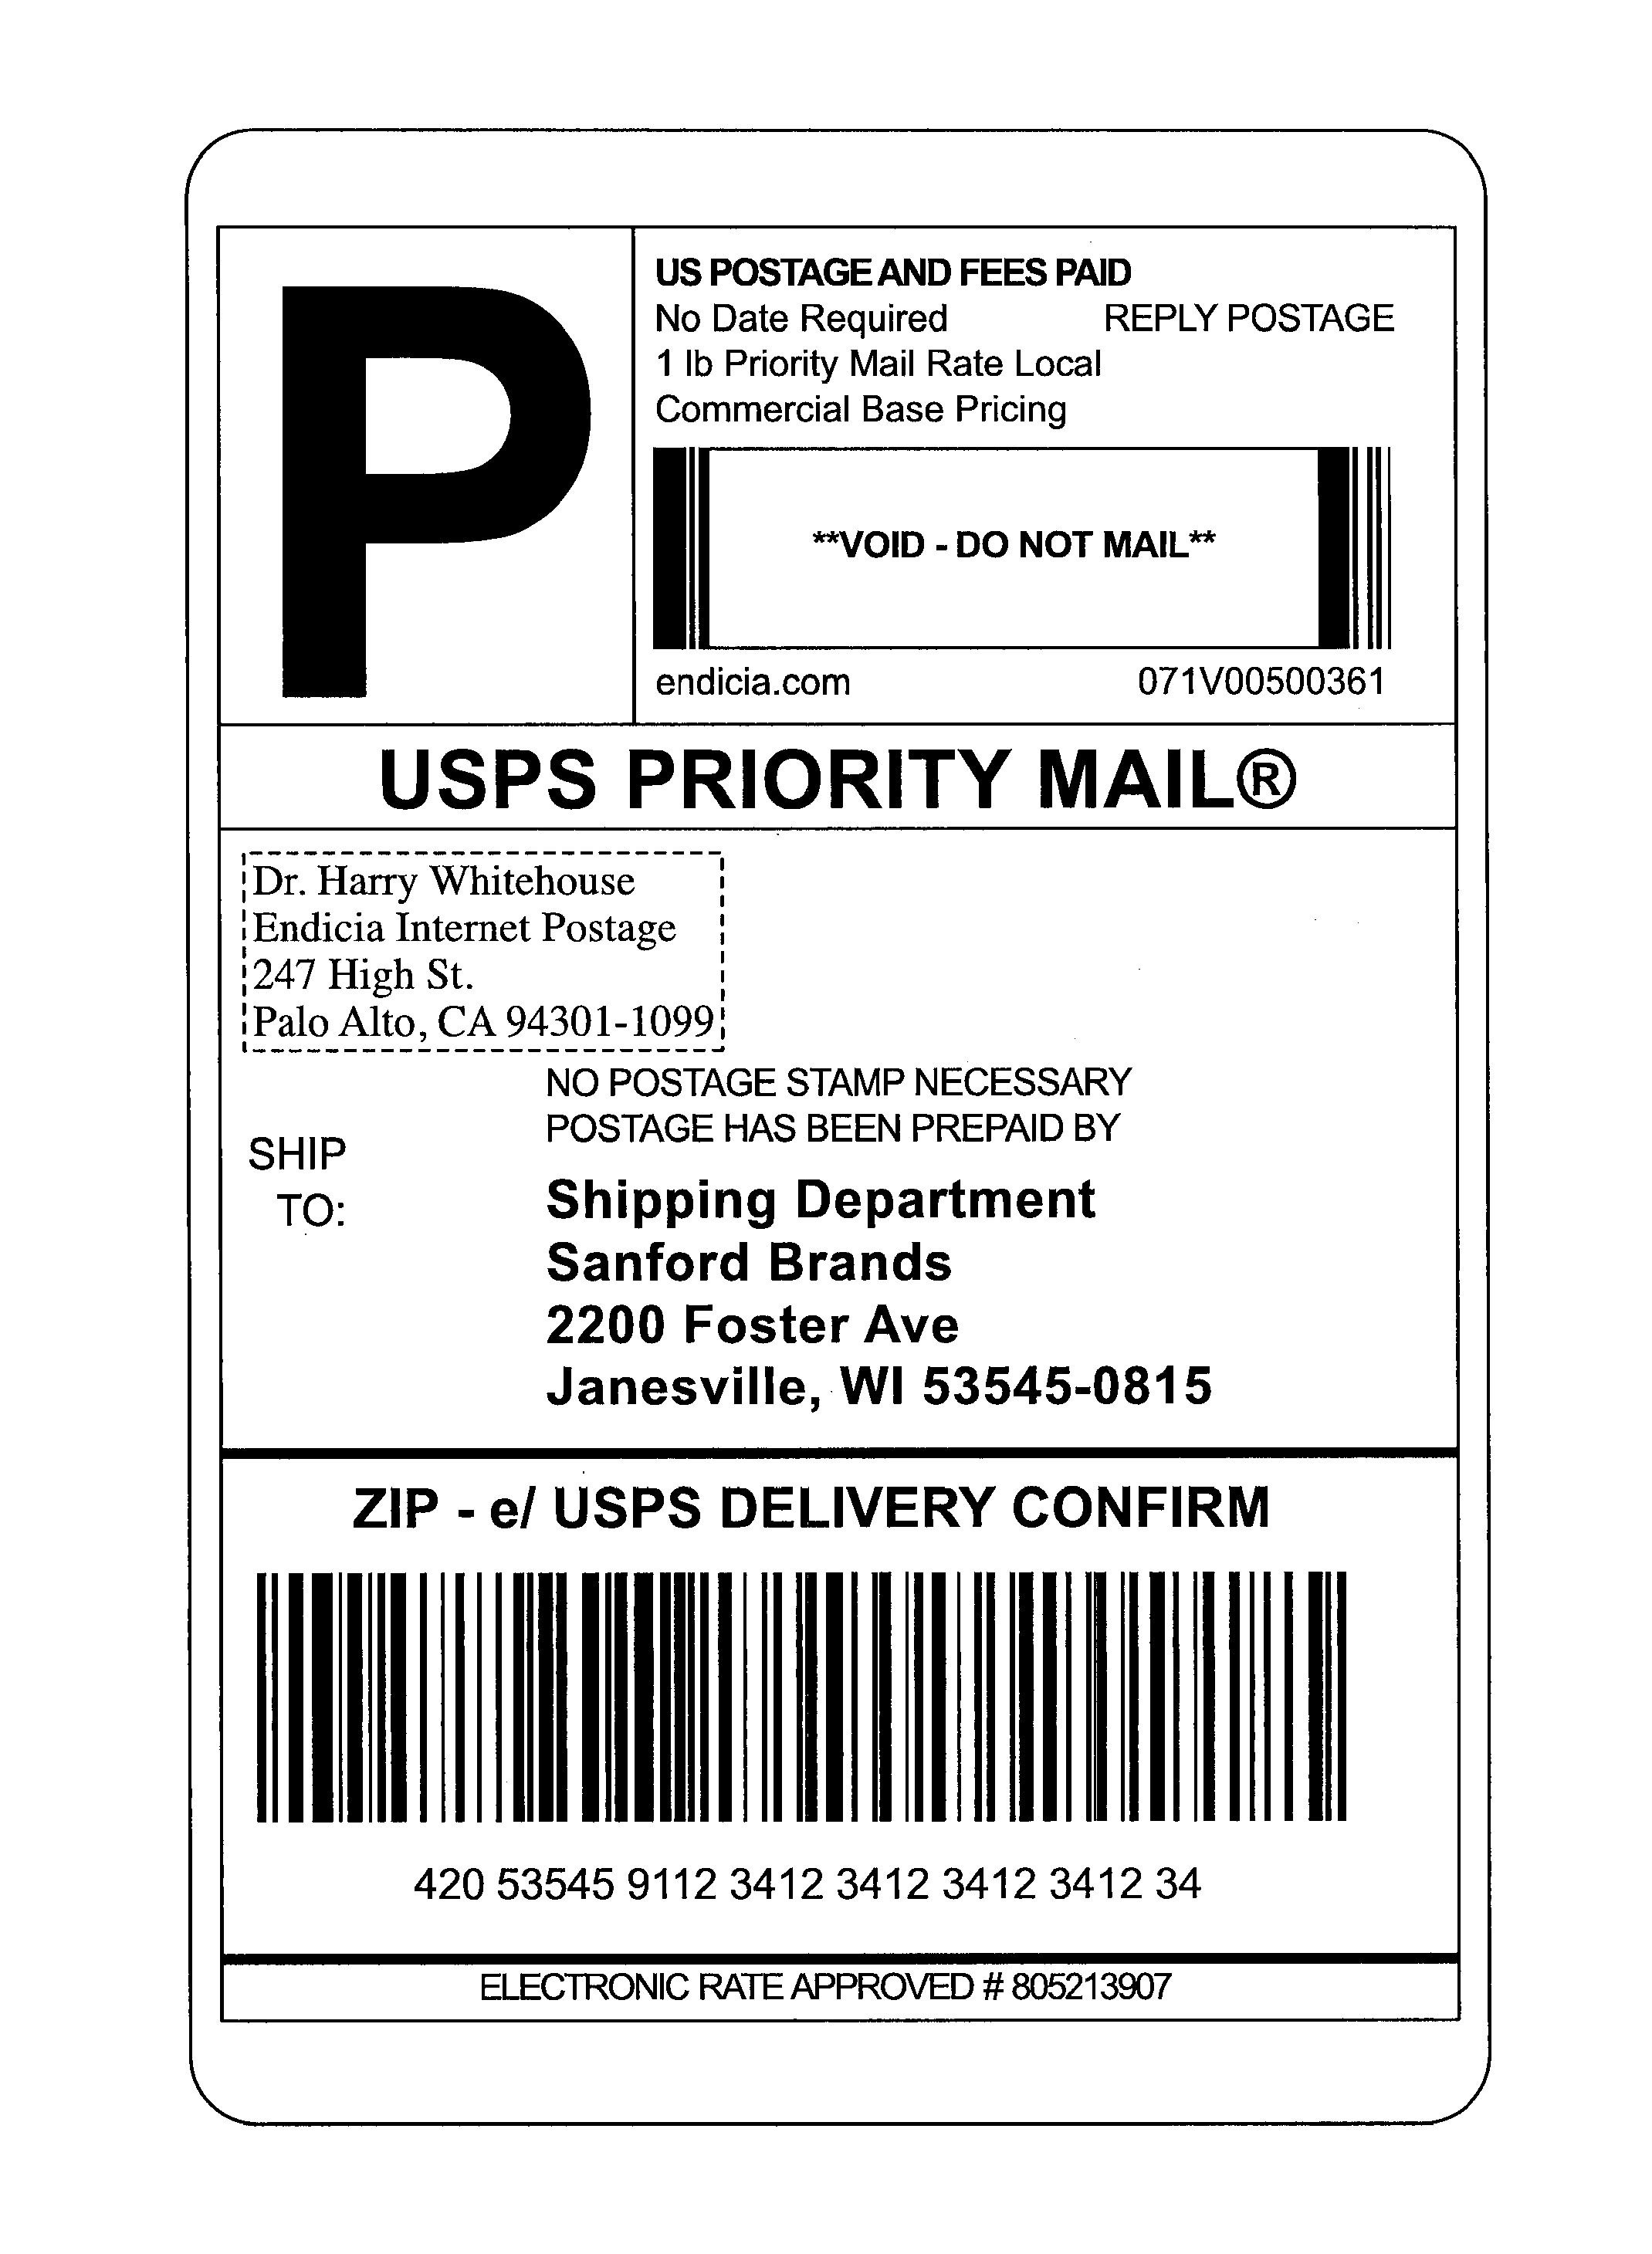 P
US POSTAGE AND FEES PAID
No Date Required REPLY POSTAGE
1 lb Priority Mail Rate Local
Commercial Base Pricing
**VOID - DO NOT MAIL**
endicia.com 071V00500361
USPS PRIORITY MAIL®
Dr. Harry Whitehouse
Endicia Internet Postage
247 High St.
Palo Alto, CA 94301-1099
NO POSTAGE STAMP NECESSARY
POSTAGE HAS BEEN PREPAID BY
SHIP
TO:
Shipping Department
Sanford Brands
2200 Foster Ave
Janesville, WI 53545-0815
ZIP - e/ USPS DELIVERY CONFIRM
420 53545 9112 3412 3412 3412 3412 34
ELECTRONIC RATE APPROVED # 805213907